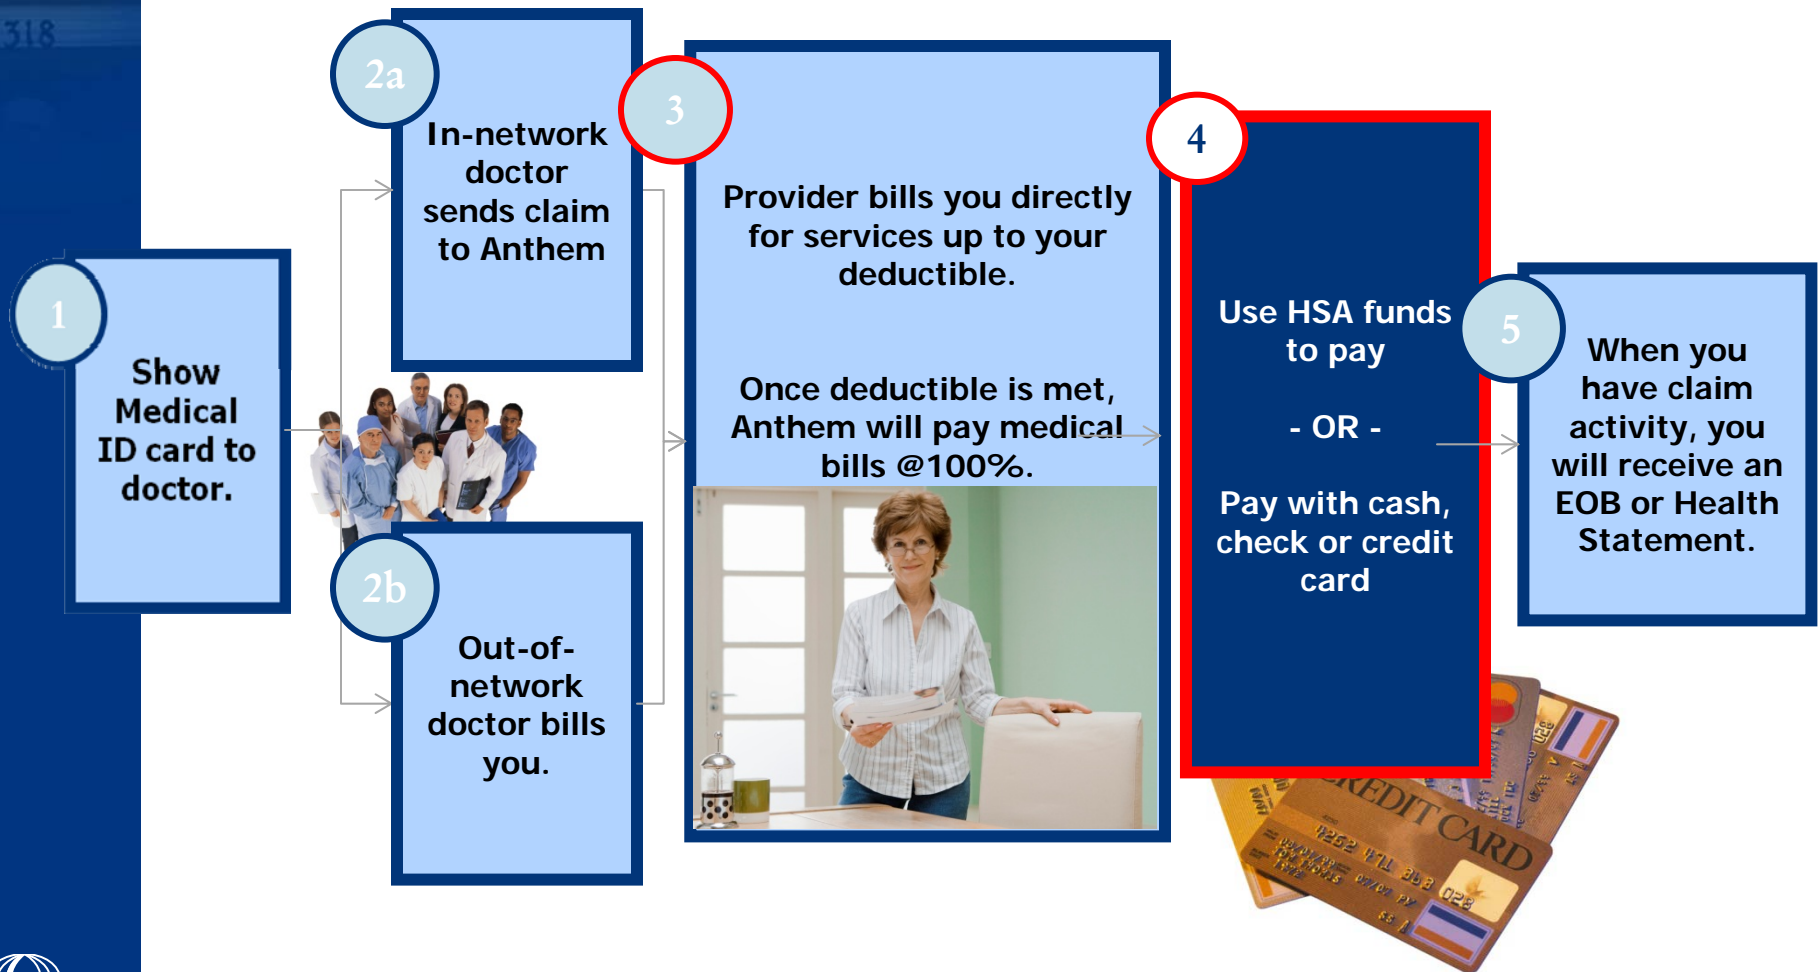 318
1
Show
Medical
ID card to
doctor.
2a
In-network
doctor
sends claim
to Anthem
2b
Out-of-
network
doctor bills
you.
3
Provider bills you directly
for services up to your
deductible.
Once deductible is met,
Anthem will pay medical
bills @100%.
4
Use HSA funds
to pay
- OR -
Pay with cash,
check or credit
card
5
When you
have claim
activity, you
will receive an
EOB or Health
Statement.
CREDIT CARD